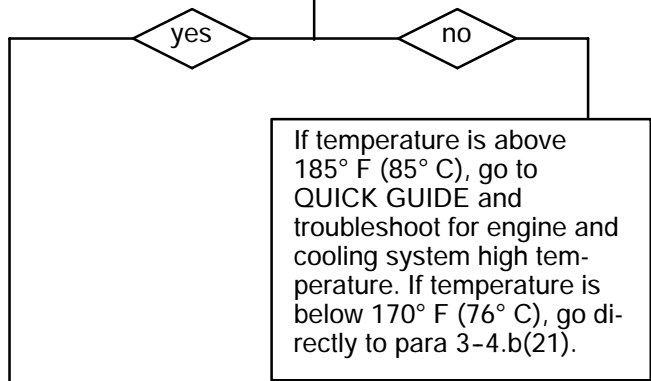 yes
no
If temperature is above
185° F (85° C), go to
QUICK GUIDE and
troubleshoot for engine and
cooling system high tem-
perature. If temperature is
below 170° F (76° C), go di-
rectly to para 3-4.b(21).